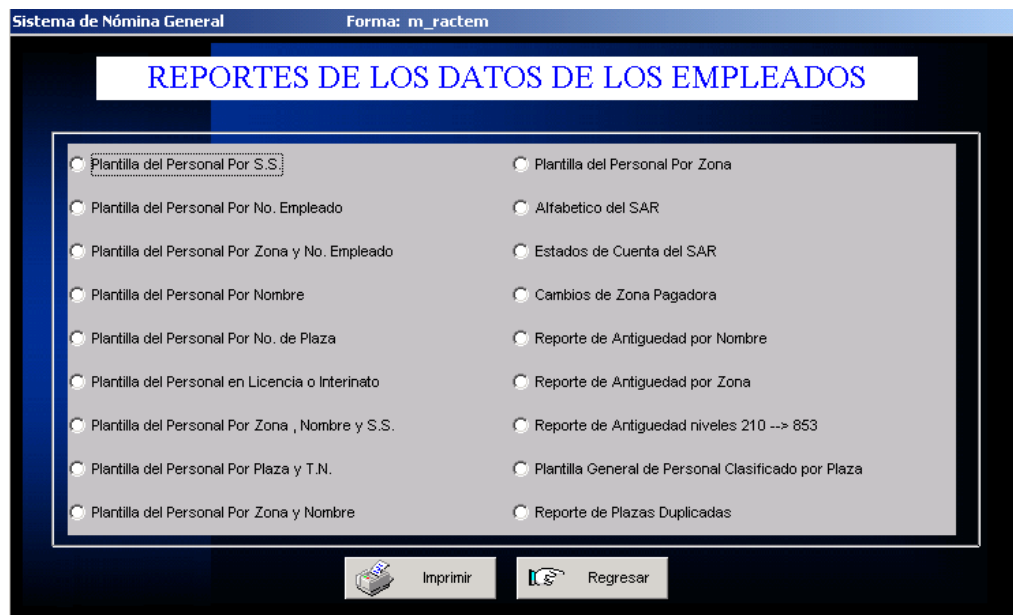 Sistema de Nómina General Forma: m_ractem
REPORTES DE LOS DATOS DE LOS EMPLEADOS
Plantilla del Personal Por S.S.
Plantilla del Personal Por No. Empleado
Plantilla del Personal Por Zona y No. Empleado
Plantilla del Personal Por Nombre
Plantilla del Personal Por No. de Plaza
Plantilla del Personal en Licencia o Interinato
Plantilla del Personal Por Zona , Nombre y S.S.
Plantilla del Personal Por Plaza y T.N.
Plantilla del Personal Por Zona y Nombre
Plantilla del Personal Por Zona
Alfabetico del SAR
Estados de Cuenta del SAR
Cambios de Zona Pagadora
Reporte de Antiguedad por Nombre
Reporte de Antiguedad por Zona
Reporte de Antiguedad niveles 210 --> 853
Plantilla General de Personal Clasificado por Plaza
Reporte de Plazas Duplicadas
Imprimir
Regresar